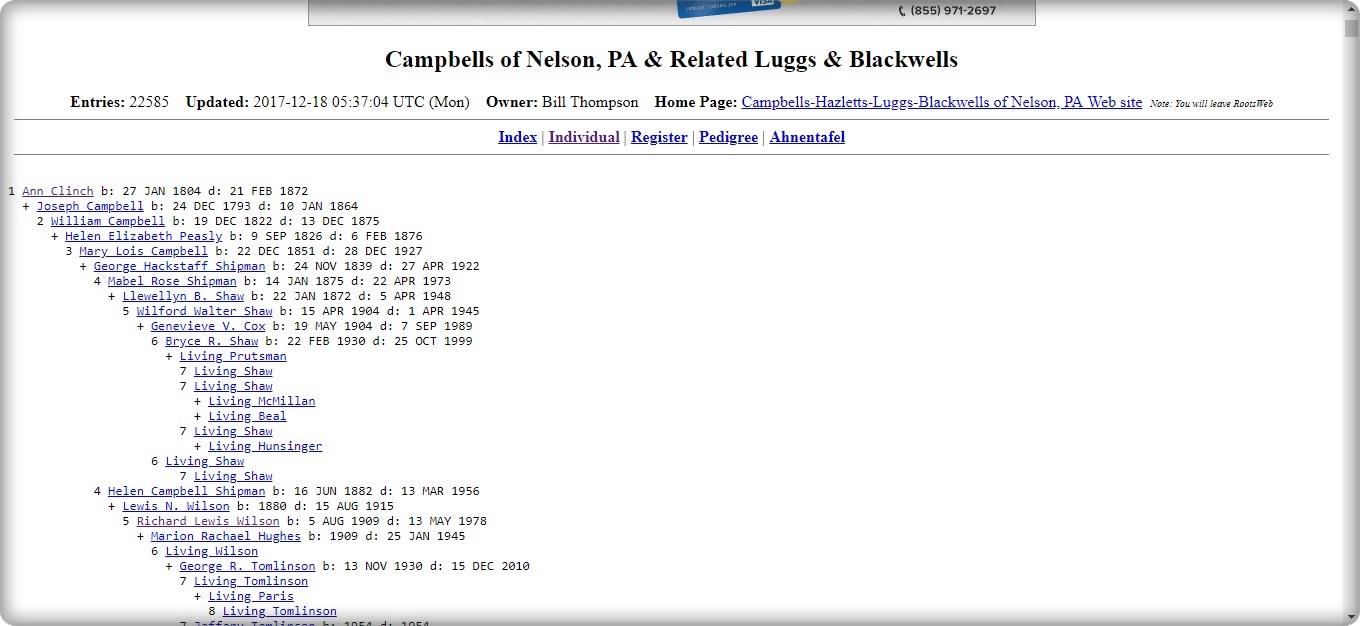 VISA
(855) 971-2697
Campbells of Nelson, PA & Related Luggs & Blackwells
Entries: 22585 Updated: 2017-12-18 05:37:04 UTC (Mon) Owner: Bill Thompson Home Page: Campbells-Hazletts-Luggs-Blackwells of Nelson, PA Web site Note: You will leave RootsWeb
Index | Individual | Register | Pedigree | Ahnentafel
1 Ann Clinch b: 27 JAN 1804 d: 21 FEB 1872
+ Joseph Campbell b: 24 DEC 1793 d: 10 JAN 1864
2 William Campbell b: 19 DEC 1822 d: 13 DEC 1875
+ Helen Elizabeth Peasly b: 9 SEP 1826 d: 6 FEB 1876
3 Mary Lois Campbell b: 22 DEC 1851 d: 28 DEC 1927
+ George Hackstaff Shipman b: 24 NOV 1839 d: 27 APR 1922
4 Mabel Rose Shipman b: 14 JAN 1875 d: 22 APR 1973
+ Llewellyn B. Shaw b: 22 JAN 1872 d: 5 APR 1948
5 Wilford Walter Shaw b: 15 APR 1904 d: 1 APR 1945
+ Genevieve V. Cox b: 19 MAY 1904 d: 7 SEP 1989
6 Bryce R. Shaw b: 22 FEB 1930 d: 25 OCT 1999
+ Living Prutsman
7 Living Shaw
7 Living Shaw
+ Living McMillan
+ Living Beal
7 Living Shaw
+ Living Hunsinger
6 Living Shaw
7 Living Shaw
4 Helen Campbell Shipman b: 16 JUN 1882 d: 13 MAR 1956
+ Lewis N. Wilson b: 1880 d: 15 AUG 1915
5 Richard Lewis Wilson b: 5 AUG 1909 d: 13 MAY 1978
+ Marion Rachael Hughes b: 1909 d: 25 JAN 1945
6 Living Wilson
+ George R. Tomlinson b: 13 NOV 1930 d: 15 DEC 2010
7 Living Tomlinson
+ Living Paris
8 Living Tomlinson
7 Jeffery Tomlinson b: 1954 d: 1954